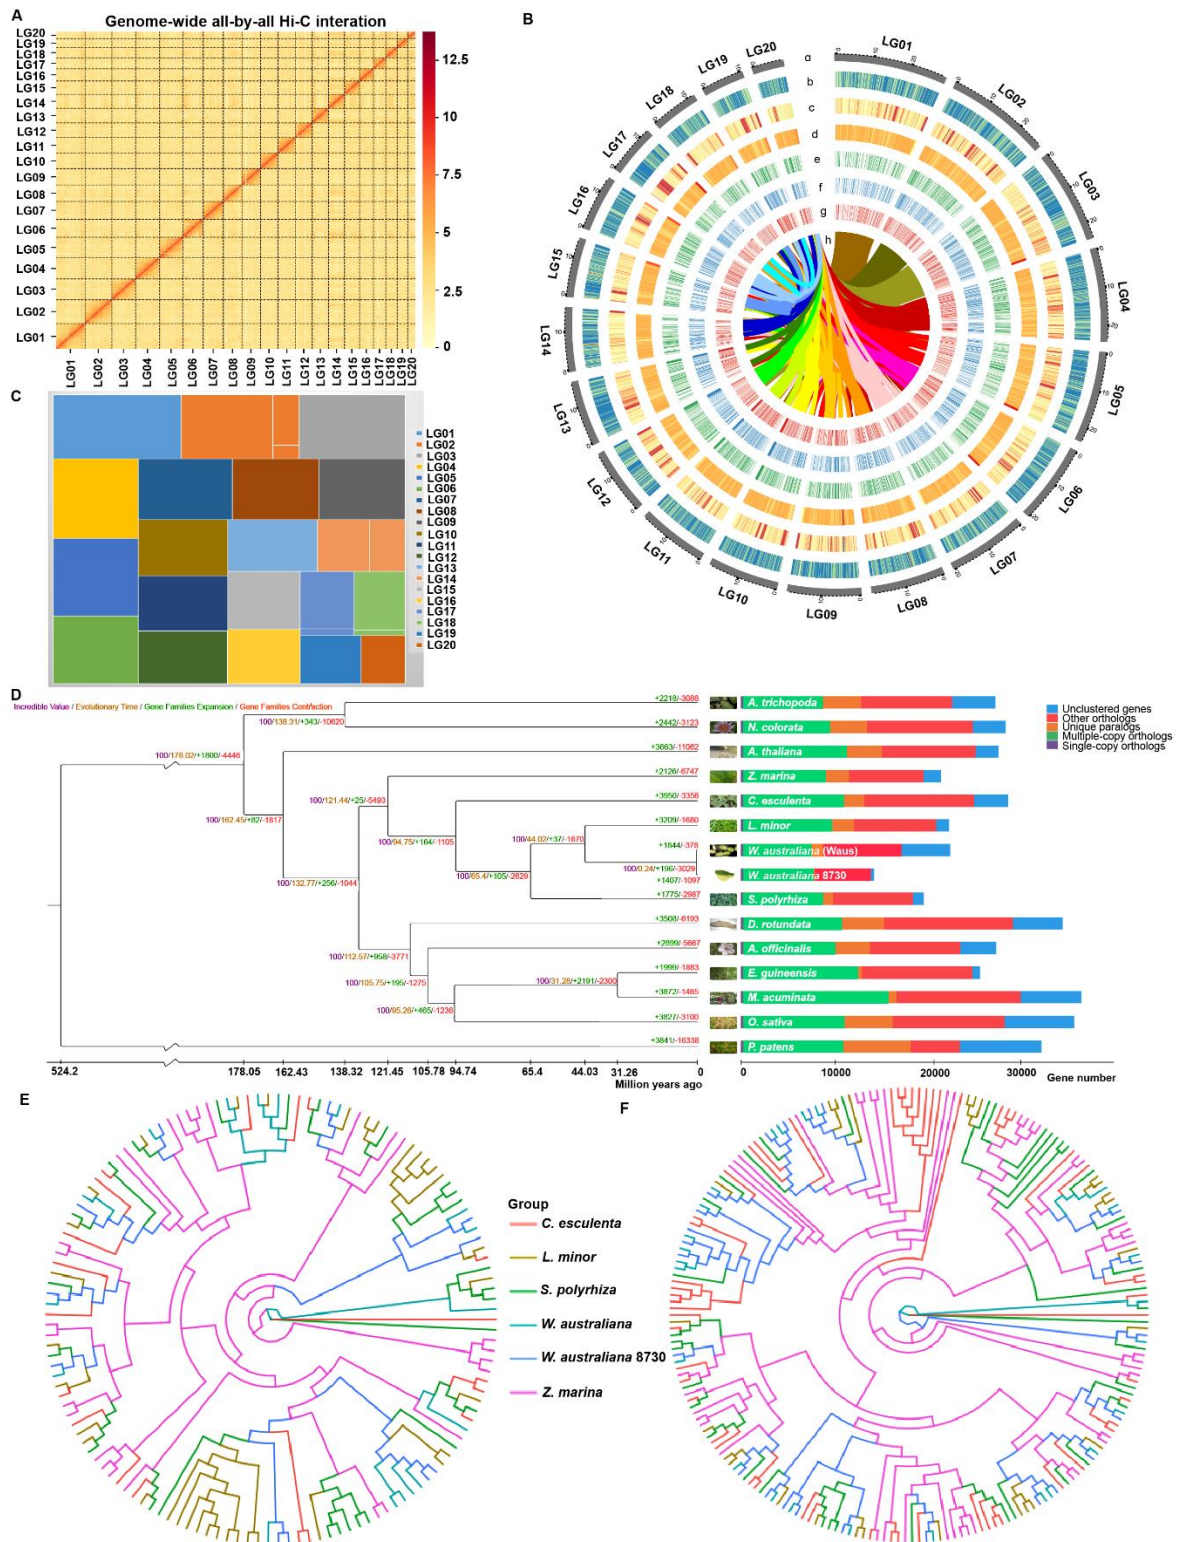 A
Genome-wide all-by-all Hi-C interation
LG20
LG19
LG18
LG17
LG16
LG15
LG14
LG13
LG12
LG11
LG10
LG09
LG08
LG07
LG06
LG05
LG04
LG03
LG02
LG01
LG01 LG02 LG03 LG04 LG05 LG06 LG07 LG08 LG09 LG10 LG11 LG12 LG13 LG14 LG15 LG16 LG17 LG18 LG19 LG20
12.5
10
7.5
5
2.5
0
B
a
b
c
d
e
f
g
h
LG01
LG02
LG03
LG04
LG05
LG06
LG07
LG08
LG09
LG10
LG11
LG12
LG13
LG14
LG15
LG16
LG17
LG18
LG19
LG20
C
LG01
LG02
LG03
LG04
LG05
LG06
LG07
LG08
LG09
LG10
LG11
LG12
LG13
LG14
LG15
LG16
LG17
LG18
LG19
LG20
D
Incredible Value / Evolutionary Time / Gene Families Expansion / Gene Families Contraction
+2218/-3088
100/138.31/+343/-10620
+2442/-3123
100/178.02/+1800/-4446
+3663/-11062
+2126/-6747
100/121.44/+25/-5493
+3950/-3356
100/162.45/+82/-1817
+3209/-1680
100/44.02/+37/-1670
100/94.75/+164/-1105
+1844/-378
100/0.24/+196/-3029
100/65.4/+105/-2629
100/132.77/+256/-1044
+1407/-1097
+1775/-2987
+3508/-6193
+2899/-5667
100/112.57/+958/-3771
+1999/-1883
100/105.75/+195/-1275
100/31.28/+2191/-2300
+3872/-1465
100/95.26/+465/-1236
+3827/-3100
+3841/-16338
524.2 178.05 162.43 138.32 121.45 105.78 94.74 65.4 44.03 31.26 0
Million years ago
A. trichopoda
N. colorata
A. thaliana
Z. marina
C. esculenta
L. minor
W. australiana (Waus)
W. australiana 8730
S. polyrhiza
D. rotundata
A. officinalis
E. guineensis
M. acuminata
O. sativa
P. patens
0 10000 20000 30000
Gene number
Unclustered genes
Other orthologs
Unique paralogs
Multiple-copy orthologs
Single-copy orthologs
E
Group
C. esculenta
L. minor
S. polyrhiza
W. australiana
W. australiana 8730
Z. marina
F